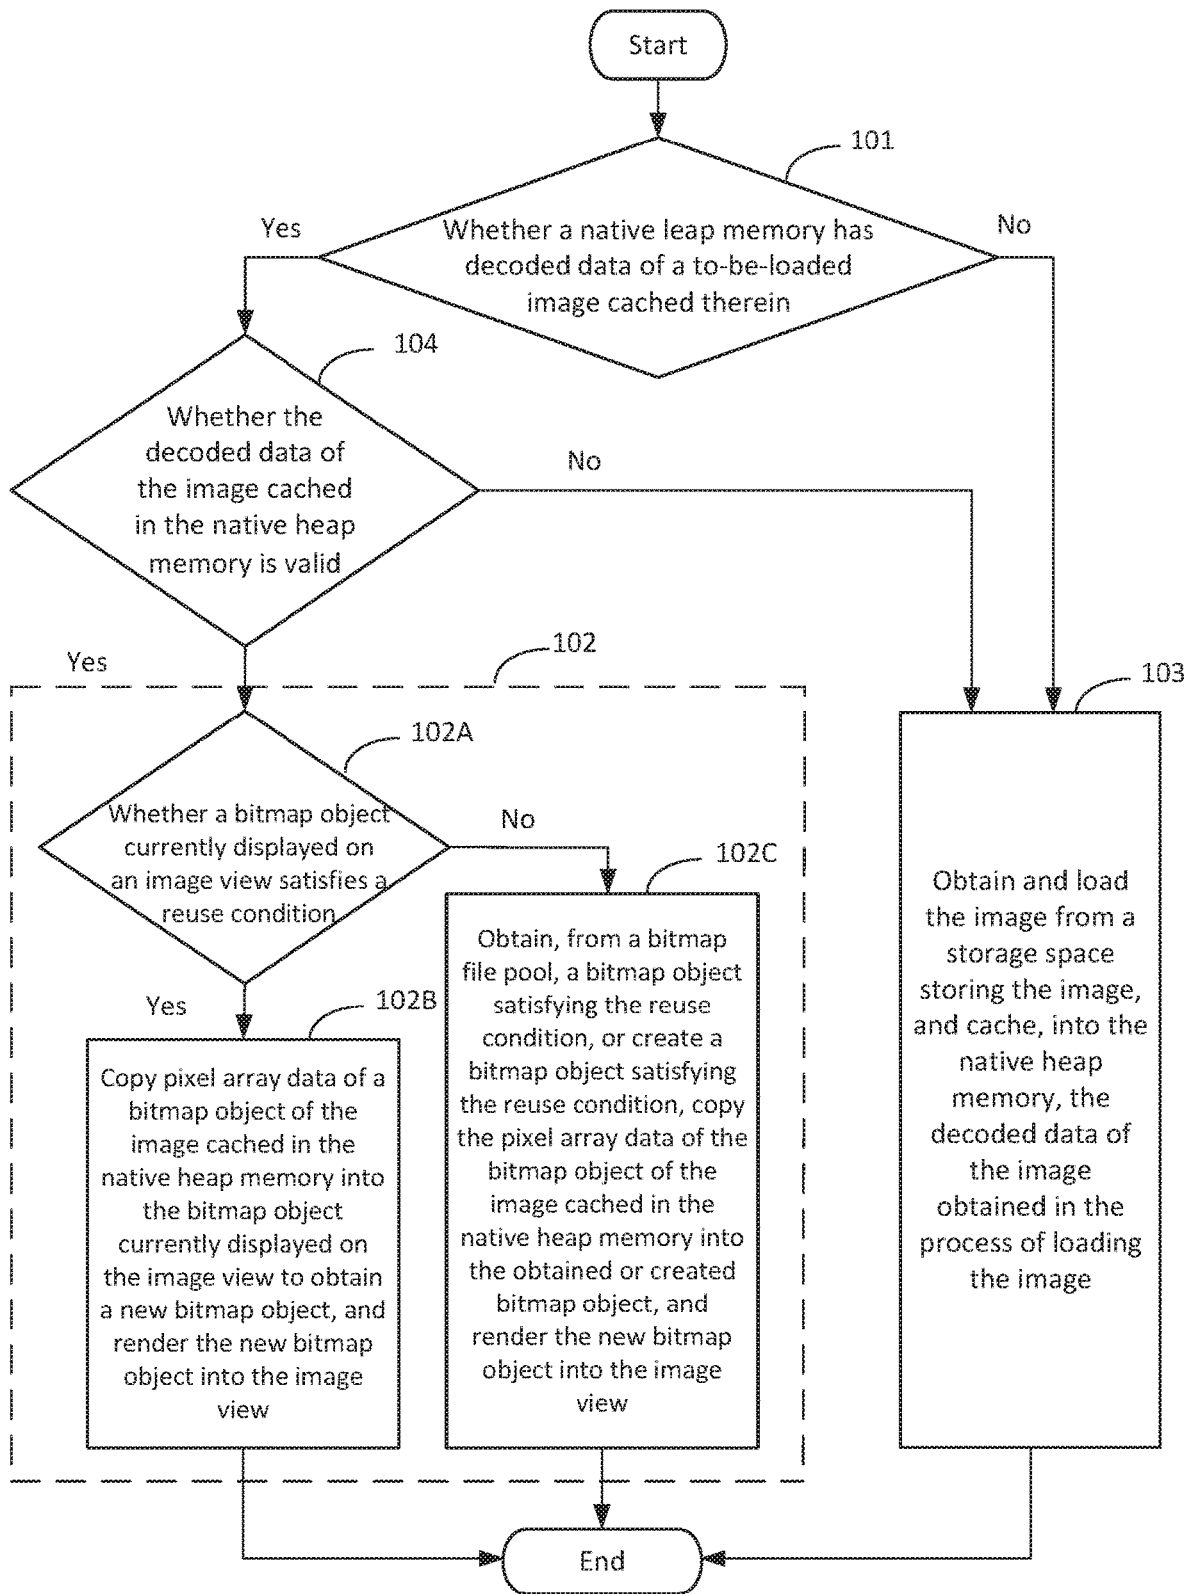 Start
101
Yes
No
Whether a native leap memory has
decoded data of a to-be-loaded
image cached therein
104
Whether the
decoded data of
the image cached
in the native heap
memory is valid
No
Yes
102
103
102A
Whether a bitmap object
currently displayed on
an image view satisfies a
reuse condition
No
102C
Yes
102B
Copy pixel array data of a
bitmap object of the
image cached in the
native heap memory into
the bitmap object
currently displayed on
the image view to obtain
a new bitmap object, and
render the new bitmap
object into the image
view
Obtain, from a bitmap
file pool, a bitmap object
satisfying the reuse
condition, or create a
bitmap object satisfying
the reuse condition, copy
the pixel array data of the
bitmap object of the
image cached in the
native heap memory into
the obtained or created
bitmap object, and
render the new bitmap
object into the image
view
Obtain and load
the image from a
storage space
storing the image,
and cache, into the
native heap
memory, the
decoded data of
the image
obtained in the
process of loading
the image
End